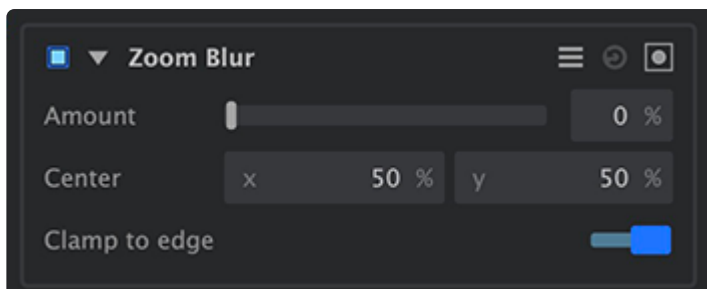 Zoom Blur
Amount 0 %
Center x 50 % y 50 %
Clamp to edge